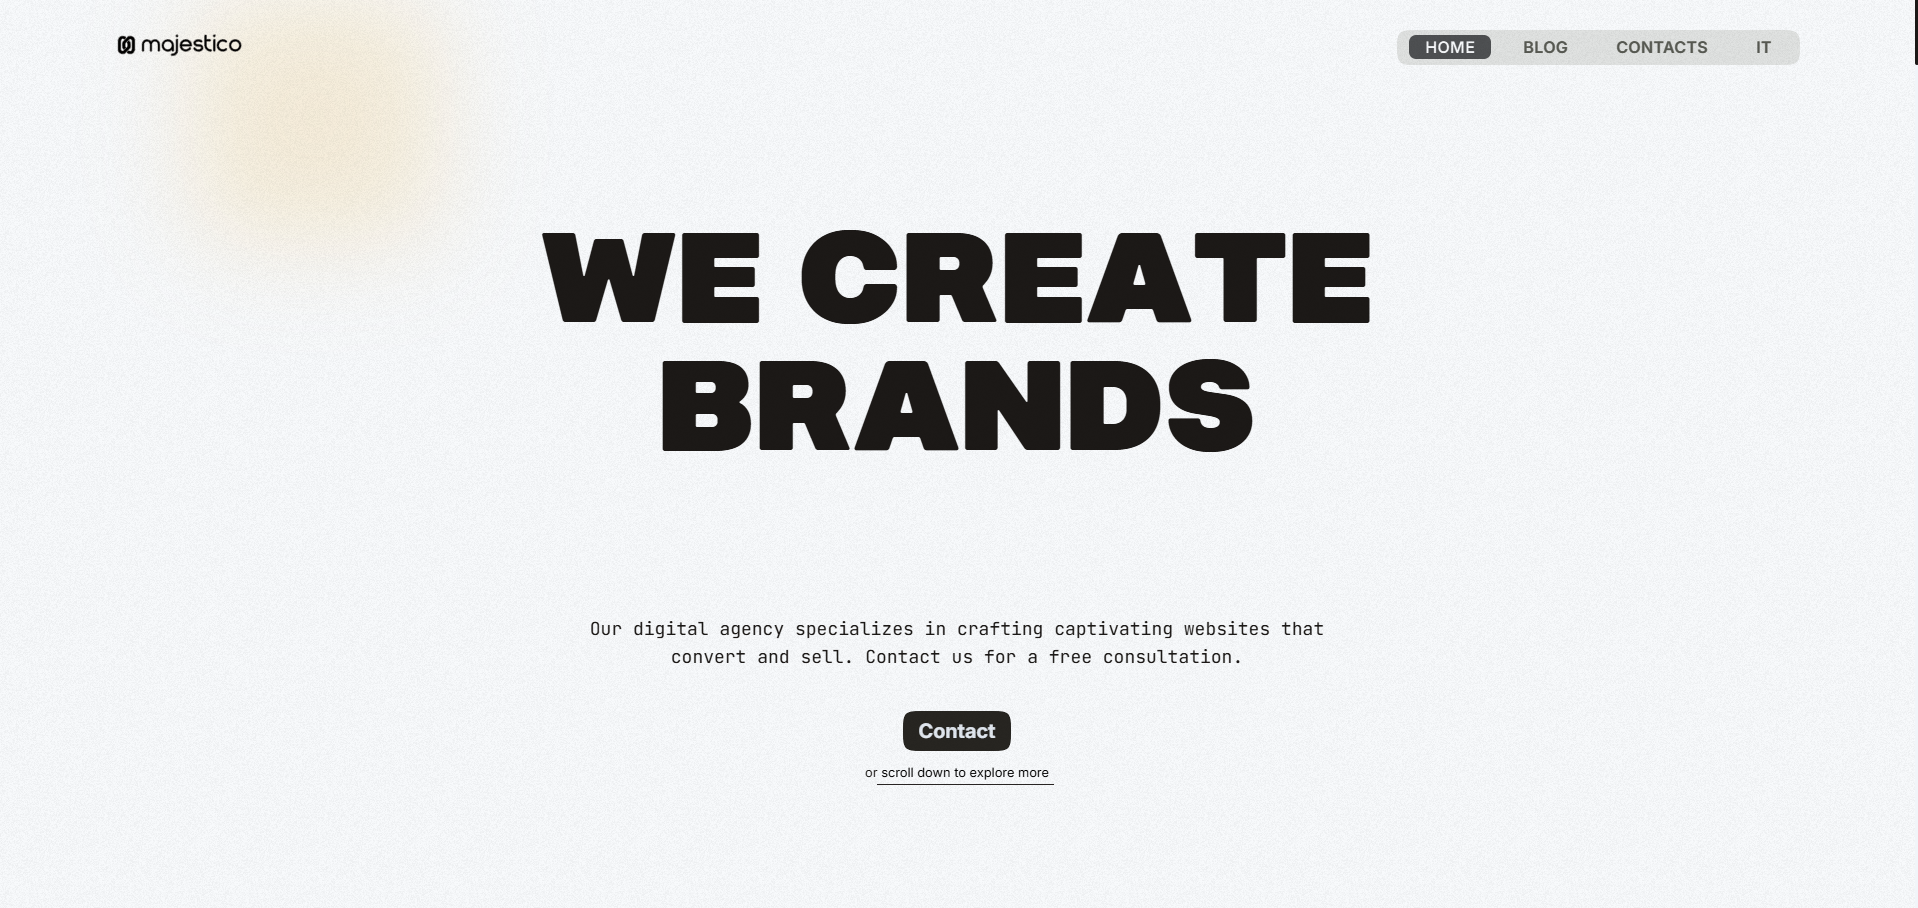 majestico
HOME BLOG CONTACTS IT
WE CREATE
BRANDS
Our digital agency specializes in crafting captivating websites that
convert and sell. Contact us for a free consultation.
Contact
or scroll down to explore more